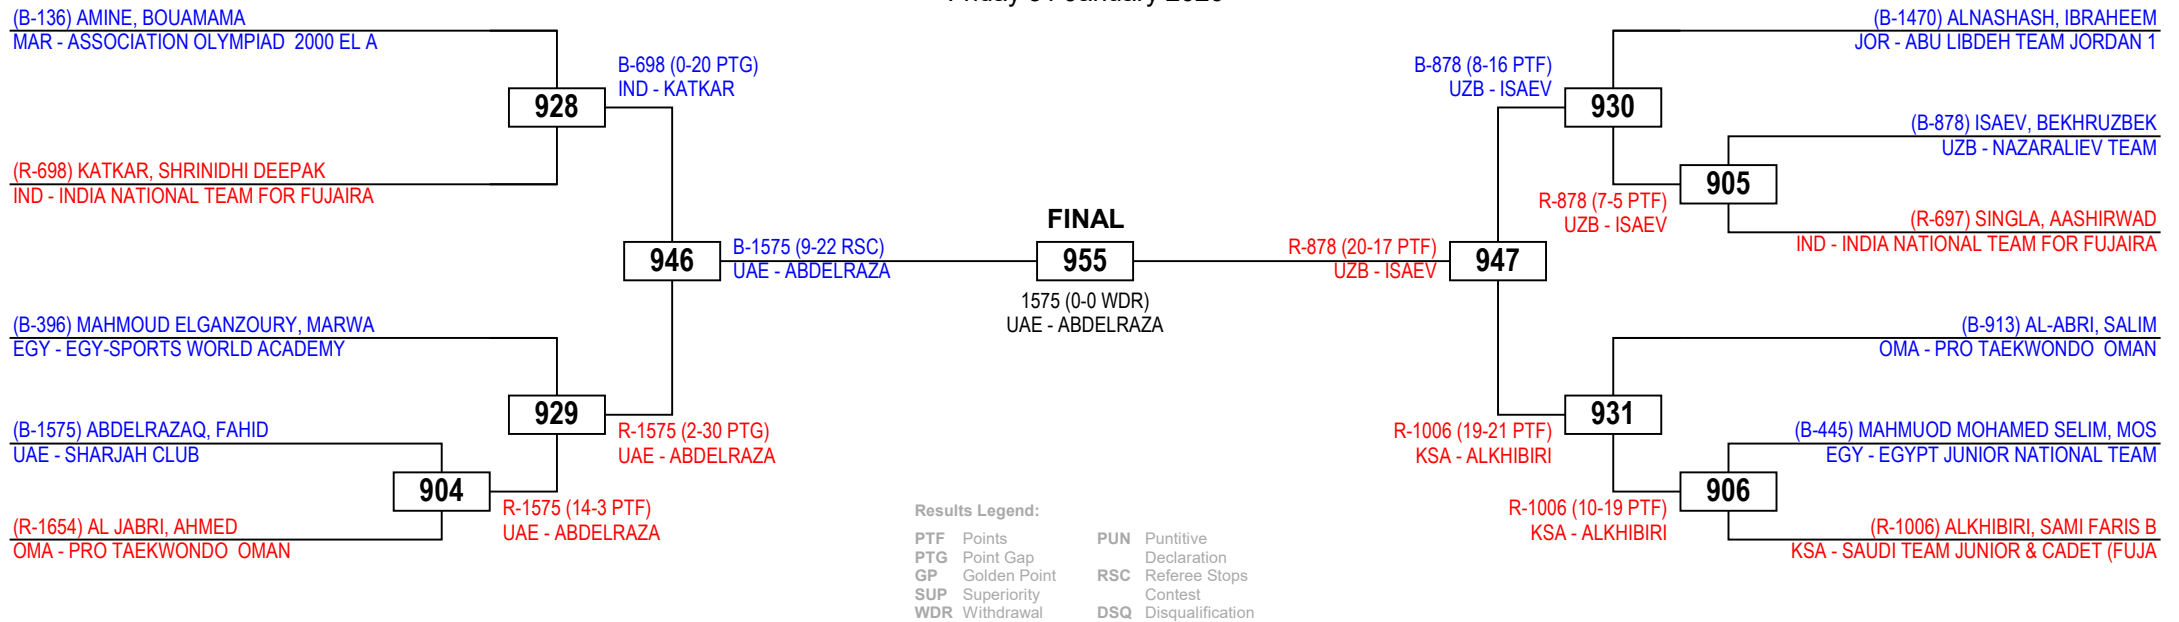 (B-136) AMINE, BOUAMAMA
MAR - ASSOCIATION OLYMPIAD 2000 EL A
B-698 (0-20 PTG)
IND - KATKAR
928
(R-698) KATKAR, SHRINIDHI DEEPAK
IND - INDIA NATIONAL TEAM FOR FUJAIRA
946
B-1575 (9-22 RSC)
UAE - ABDELRAZA
(B-396) MAHMOUD ELGANZOURY, MARWA
EGY - EGY-SPORTS WORLD ACADEMY
929
R-1575 (2-30 PTG)
UAE - ABDELRAZA
(B-1575) ABDELRAZAQ, FAHID
UAE - SHARJAH CLUB
904
R-1575 (14-3 PTF)
UAE - ABDELRAZA
(R-1654) AL JABRI, AHMED
OMA - PRO TAEKWONDO OMAN
FINAL
955
1575 (0-0 WDR)
UAE - ABDELRAZA
(B-1470) ALNASHASH, IBRAHEEM
JOR - ABU LIBDEH TEAM JORDAN 1
B-878 (8-16 PTF)
UZB - ISAEV
930
(B-878) ISAEV, BEKHRUZBEK
UZB - NAZARALIEV TEAM
905
R-878 (7-5 PTF)
UZB - ISAEV
(R-697) SINGLA, AASHIRWAD
IND - INDIA NATIONAL TEAM FOR FUJAIRA
R-878 (20-17 PTF)
UZB - ISAEV
947
(B-913) AL-ABRI, SALIM
OMA - PRO TAEKWONDO OMAN
931
R-1006 (19-21 PTF)
KSA - ALKHIBIRI
(B-445) MAHMUOD MOHAMED SELIM, MOS
EGY - EGYPT JUNIOR NATIONAL TEAM
906
R-1006 (10-19 PTF)
KSA - ALKHIBIRI
(R-1006) ALKHIBIRI, SAMI FARIS B
KSA - SAUDI TEAM JUNIOR & CADET (FUJA
Results Legend:
PTF Points
PTG Point Gap
GP Golden Point
SUP Superiority
WDR Withdrawal
PUN Puntitive
Declaration
RSC Referee Stops
Contest
DSQ Disqualification